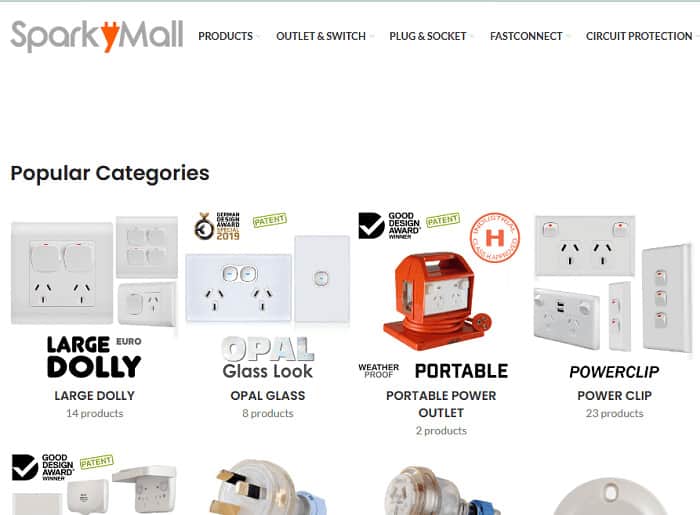 SparkyMall
PRODUCTS
OUTLET & SWITCH
PLUG & SOCKET
FASTCONNECT
CIRCUIT PROTECTION
Popular Categories
GERMAN
DESIGN
AWARD
SPECIAL
2019
PATENT
GOOD
DESIGN
AWARD®
WINNER
PATENT
INDUSTRIAL
H
CLASS APPROVED
LARGE EURO
DOLLY
OPAL
Glass Look
WEATHER
PROOF
PORTABLE
POWERCLIP
LARGE DOLLY
14 products
OPAL GLASS
8 products
PORTABLE POWER
OUTLET
2 products
POWER CLIP
23 products
GOOD
DESIGN
AWARD®
WINNER
PATENT